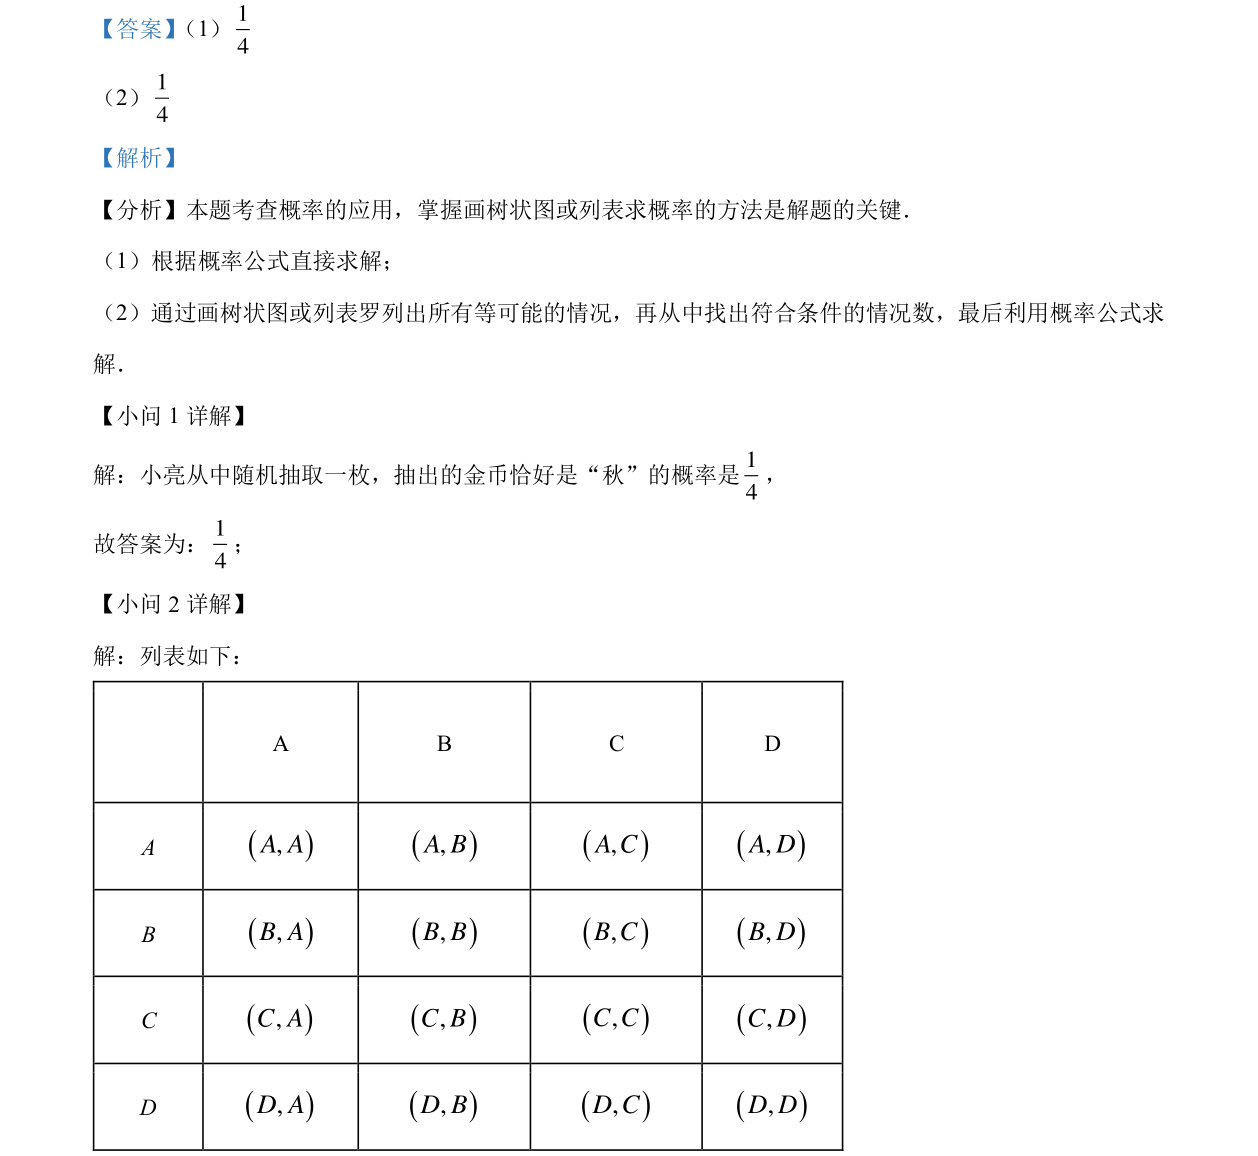 【答案】（1）1/4
（2）1/4
【解析】
【分析】本题考查概率的应用，掌握画树状图或列表求概率的方法是解题的关键．
（1）根据概率公式直接求解；
（2）通过画树状图或列表罗列出所有等可能的情况，再从中找出符合条件的情况数，最后利用概率公式求
解．
【小问 1 详解】
解：小亮从中随机抽取一枚，抽出的金币恰好是“秋”的概率是1/4，
故答案为：1/4；
【小问 2 详解】
解：列表如下：
A B C D
A (A,A) (A,B) (A,C) (A,D)
B (B,A) (B,B) (B,C) (B,D)
C (C,A) (C,B) (C,C) (C,D)
D (D,A) (D,B) (D,C) (D,D)